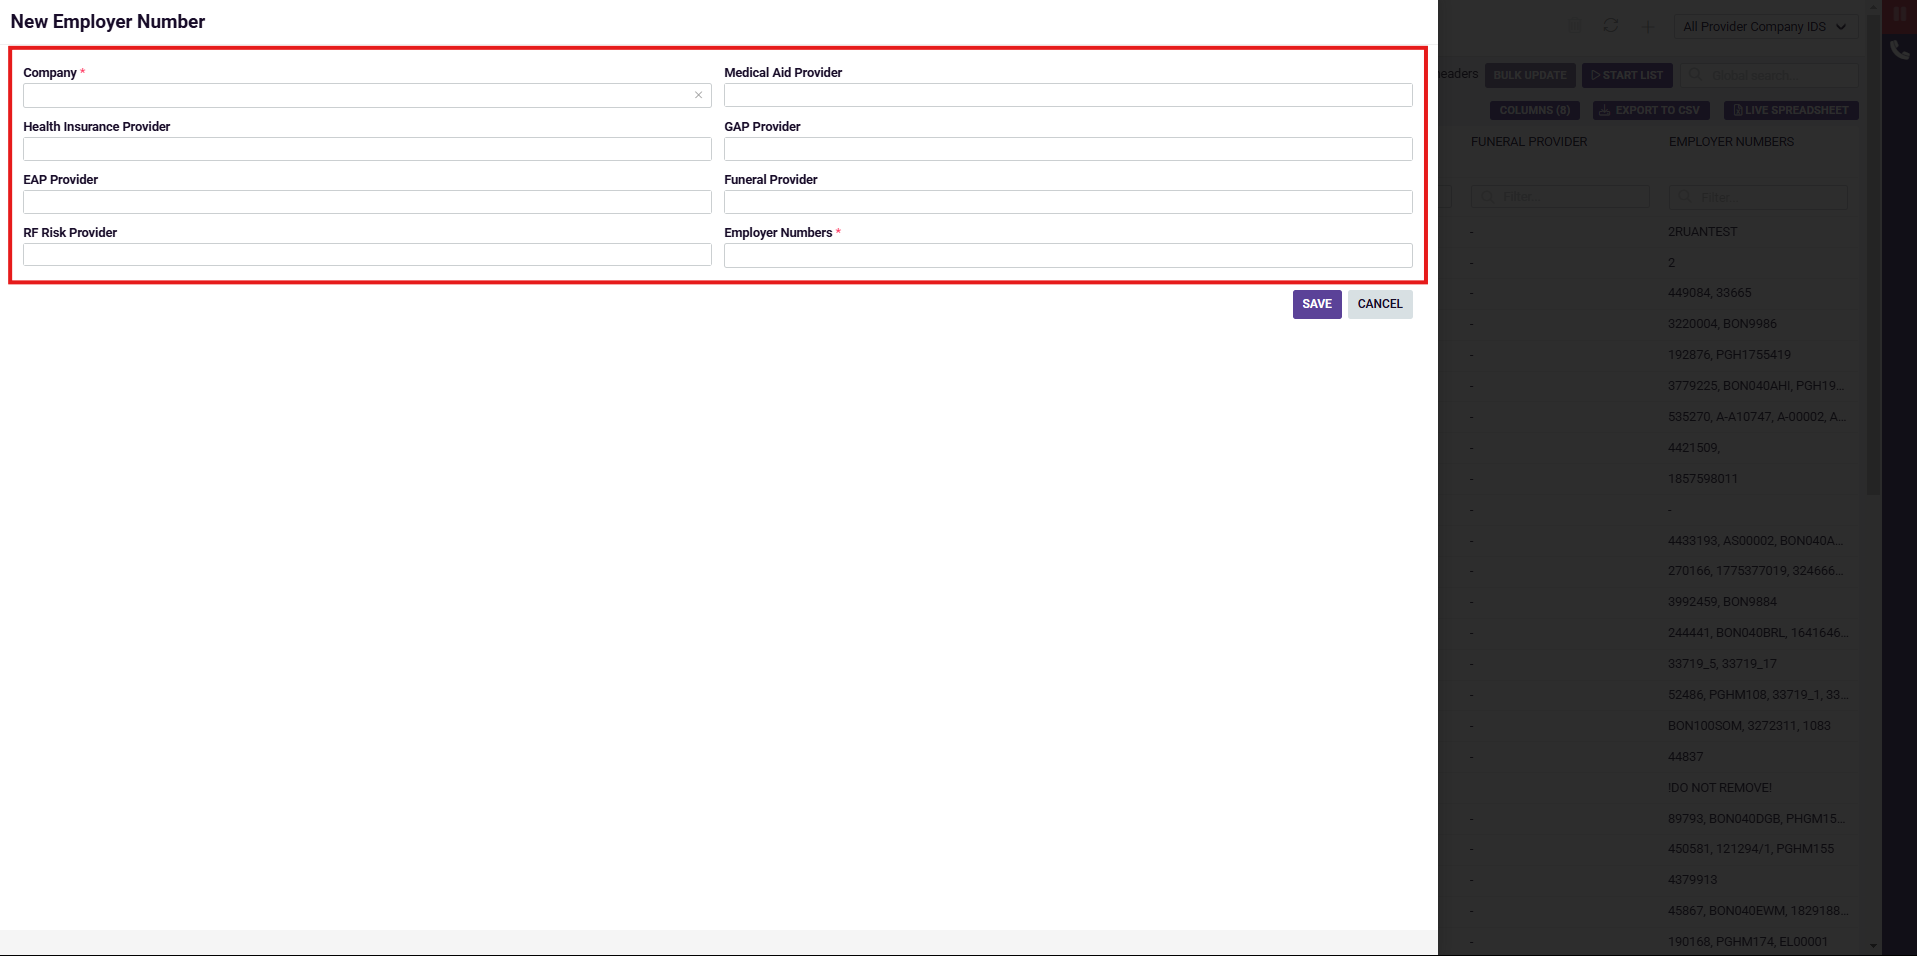 New Employer Number
Company *
Medical Aid Provider
Health Insurance Provider
GAP Provider
EAP Provider
Funeral Provider
RF Risk Provider
Employer Numbers *
SAVE
CANCEL
All Provider Company IDS
eaders
BULK UPDATE
START LIST
Global search...
COLUMNS (8)
EXPORT TO CSV
LIVE SPREADSHEET
FUNERAL PROVIDER
EMPLOYER NUMBERS
Filter...
Filter...
- 2RUANTEST
- 2
- 449084, 33665
- 3220004, BON9986
- 192876, PGH1755419
- 3779225, BON040AHI, PGH19...
- 535270, A-A10747, A-00002, A...
- 4421509,
- 1857598011
- -
- 4433193, AS00002, BON040A...
- 270166, 1775377019, 324666...
- 3992459, BON9884
- 244441, BON040BRL, 1641646...
- 33719_5, 33719_17
- 52486, PGHM108, 33719_1, 33...
- BON100SOM, 3272311, 1083
- 44837
- !DO NOT REMOVE!
- 89793, BON040DGB, PHGM15...
- 450581, 121294/1, PGHM155
- 4379913
- 45867, BON040EWM, 1829188...
- 190168, PGHM174, EL00001